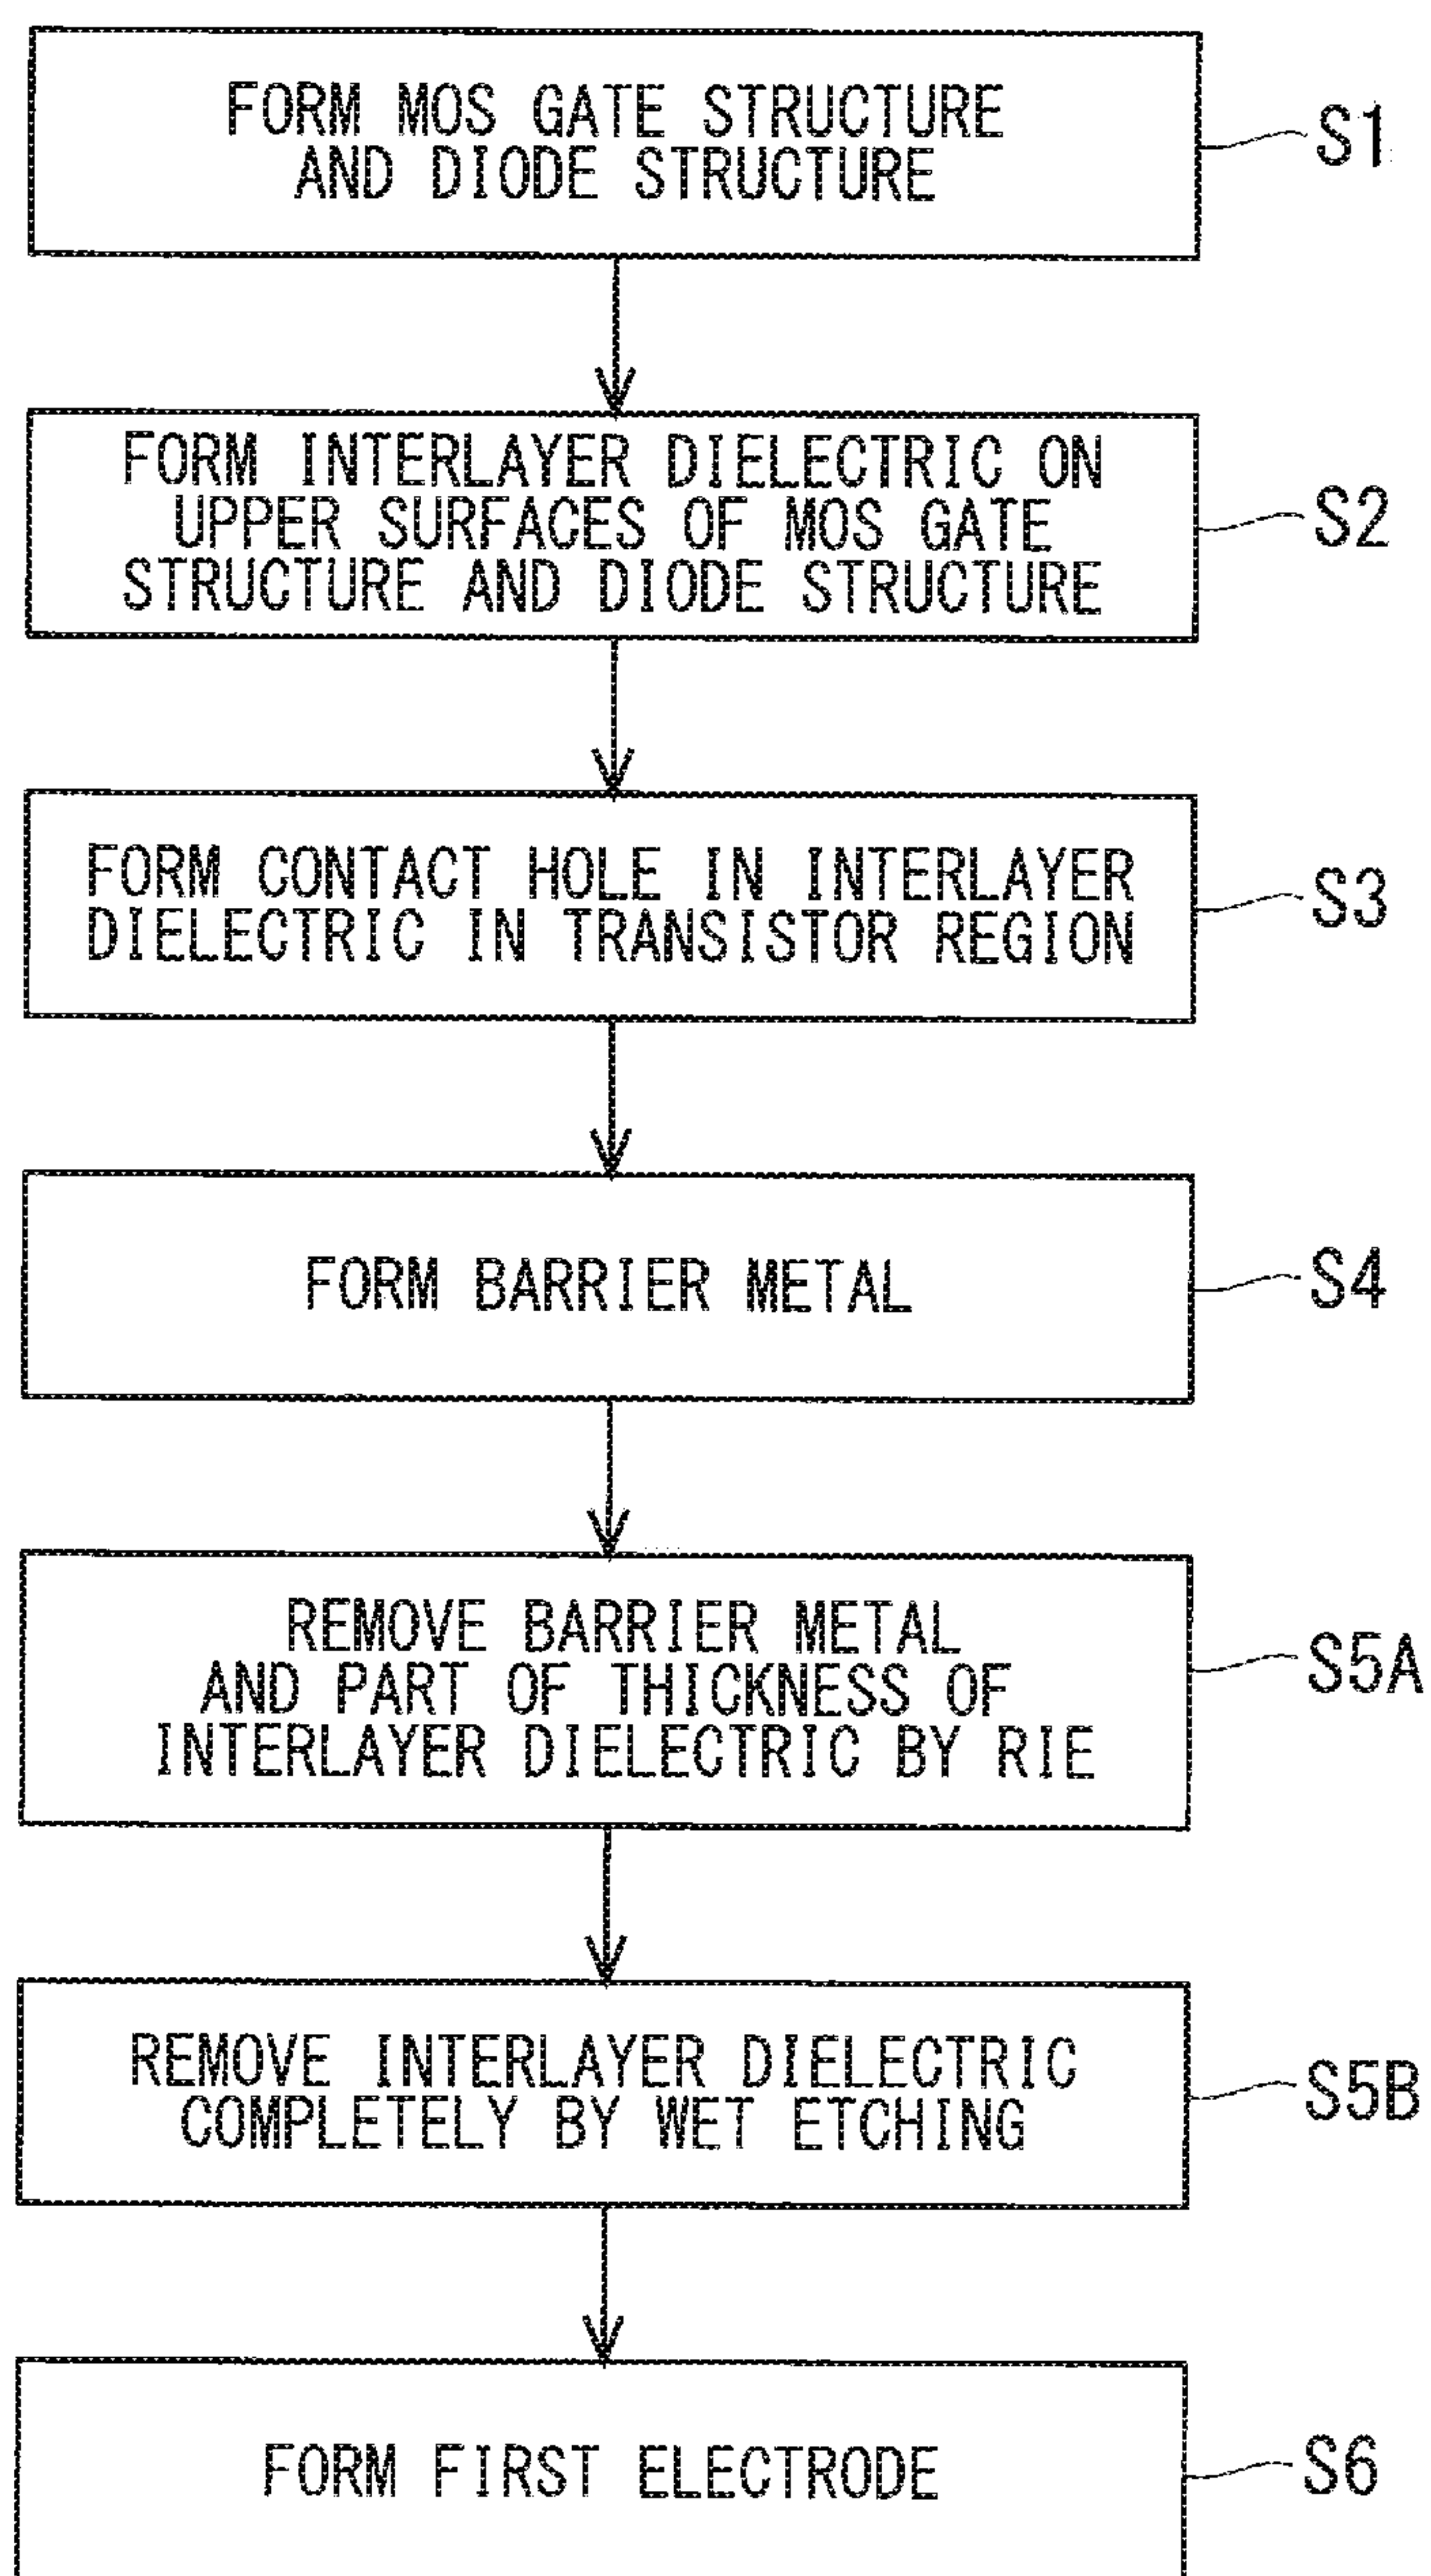 FORM MOS GATE STRUCTURE
AND DIODE STRUCTURE
S1
FORM INTERLAYER DIELECTRIC ON
UPPER SURFACES OF MOS GATE
STRUCTURE AND DIODE STRUCTURE
S2
FORM CONTACT HOLE IN INTERLAYER
DIELECTRIC IN TRANSISTOR REGION
S3
FORM BARRIER METAL
S4
REMOVE BARRIER METAL
AND PART OF THICKNESS OF
INTERLAYER DIELECTRIC BY RIE
S5A
REMOVE INTERLAYER DIELECTRIC
COMPLETELY BY WET ETCHING
S5B
FORM FIRST ELECTRODE
S6